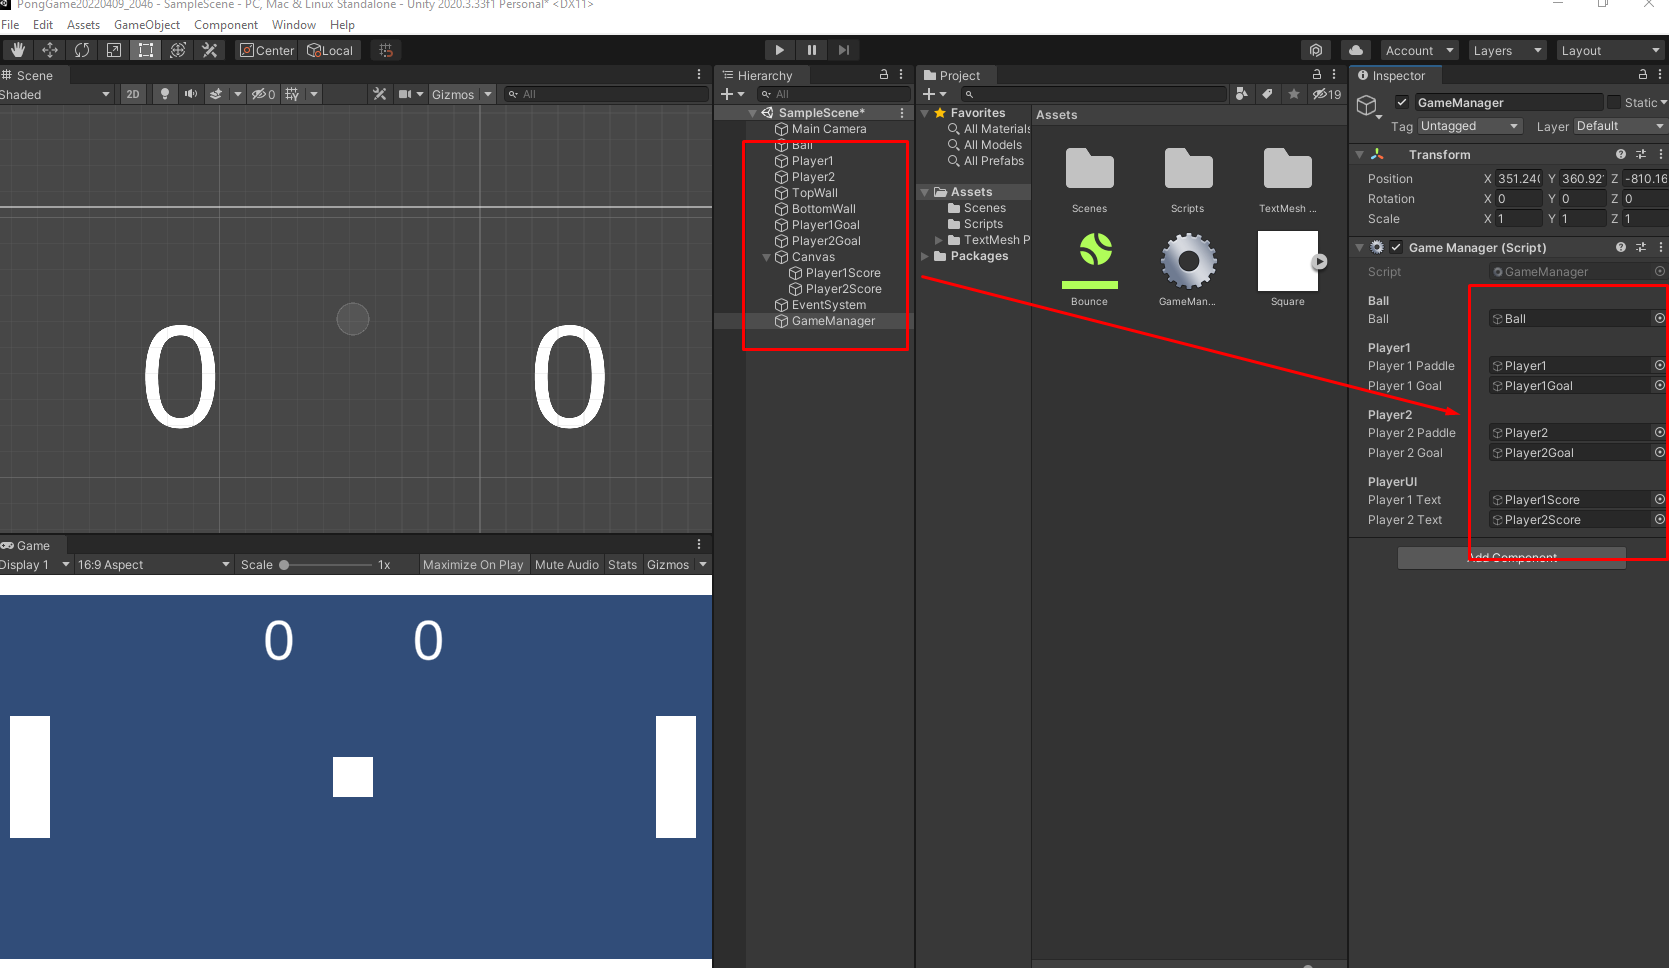 PongGame20220409_2046 - SampleScene - PC, Mac & Linux Standalone - Unity 2020.3.33f1 Personal* <DX11>
File Edit Assets GameObject Component Window Help
Center Local Account Layers Layout
Scene
Shaded 2D 0 Gizmos All
0 0
Game
Display 1 16:9 Aspect Scale 1x Maximize On Play Mute Audio Stats Gizmos
0 0
Hierarchy
All
SampleScene*
Main Camera
Ball
Player1
Player2
TopWall
BottomWall
Player1Goal
Player2Goal
Canvas
Player1Score
Player2Score
EventSystem
GameManager
Project
19
Favorites
All Materials
All Models
All Prefabs
Assets
Scenes
Scripts
TextMesh P
Packages
Assets
Scenes Scripts TextMesh ...
Bounce GameMan... Square
Inspector
GameManager Static
Tag Untagged Layer Default
Transform
Position X 351.240 Y 360.92 Z -810.16
Rotation X 0 Y 0 Z 0
Scale X 1 Y 1 Z 1
Game Manager (Script)
Script GameManager
Ball
Ball Ball
Player1
Player 1 Paddle Player1
Player 1 Goal Player1Goal
Player2
Player 2 Paddle Player2
Player 2 Goal Player2Goal
PlayerUI
Player 1 Text Player1Score
Player 2 Text Player2Score
Add Component